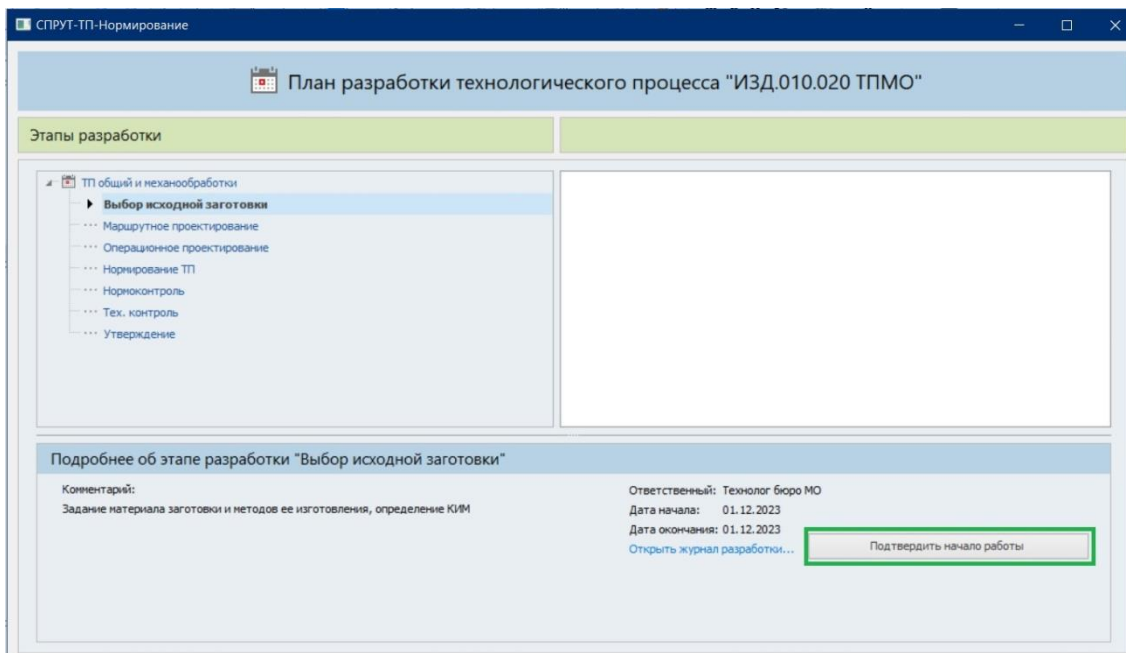 СПРУТ-ТП-Нормирование
План разработки технологического процесса "ИЗД.010.020 ТПМО"
Этапы разработки
ТП общий и механообработки
Выбор исходной заготовки
Маршрутное проектирование
Операционное проектирование
Нормирование ТП
Нормоконтроль
Тех. контроль
Утверждение
Подробнее об этапе разработки "Выбор исходной заготовки"
Комментарий:
Задание материала заготовки и методов ее изготовления, определение КИМ
Ответственный: Технолог бюро МО
Дата начала: 01.12.2023
Дата окончания: 01.12.2023
Открыть журнал разработки...
Подтвердить начало работы